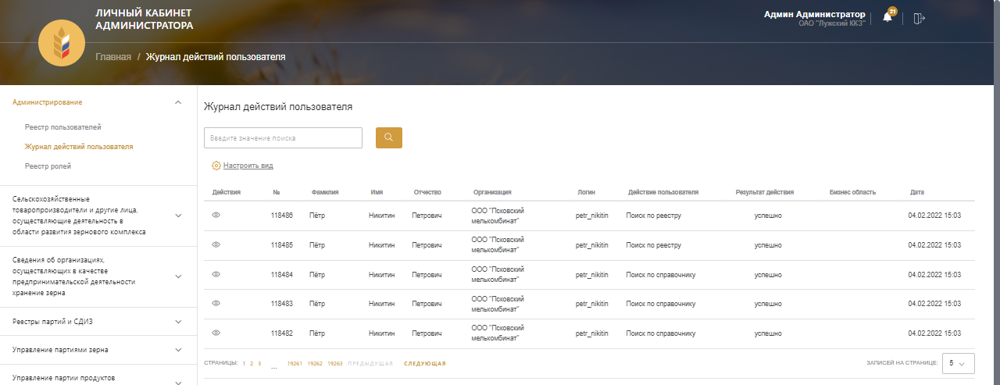 ЛИЧНЫЙ КАБИНЕТ
АДМИНИСТРАТОРА
Админ Администратор
ОАО "Лужский ККЗ"
21
Главная / Журнал действий пользователя
Администрирование
Реестр пользователей
Журнал действий пользователя
Реестр ролей
Сельскохозяйственные
товаропроизводители и другие лица,
осуществляющие деятельность в
области развития зернового комплекса
Сведения об организациях,
осуществляющих в качестве
предпринимательской деятельности
хранение зерна
Реестры партий и СДИЗ
Управление партиями зерна
Управление партии продуктов
Журнал действий пользователя
Введите значение поиска
Настроить вид
Действия № Фамилия Имя Отчество Организация Логин Действие пользователя Результат действия Бизнес область Дата
118486 Пётр Никитин Петрович ООО "Псковский мелькомбинат" petr_nikitin Поиск по реестру успешно 04.02.2022 15:03
118485 Пётр Никитин Петрович ООО "Псковский мелькомбинат" petr_nikitin Поиск по реестру успешно 04.02.2022 15:03
118484 Пётр Никитин Петрович ООО "Псковский мелькомбинат" petr_nikitin Поиск по справочнику успешно 04.02.2022 15:03
118483 Пётр Никитин Петрович ООО "Псковский мелькомбинат" petr_nikitin Поиск по справочнику успешно 04.02.2022 15:03
118482 Пётр Никитин Петрович ООО "Псковский мелькомбинат" petr_nikitin Поиск по справочнику успешно 04.02.2022 15:03
СТРАНИЦЫ: 1 2 3 ... 19261 19262 19263 ПРЕДЫДУЩАЯ СЛЕДУЮЩАЯ
ЗАПИСЕЙ НА СТРАНИЦЕ: 5